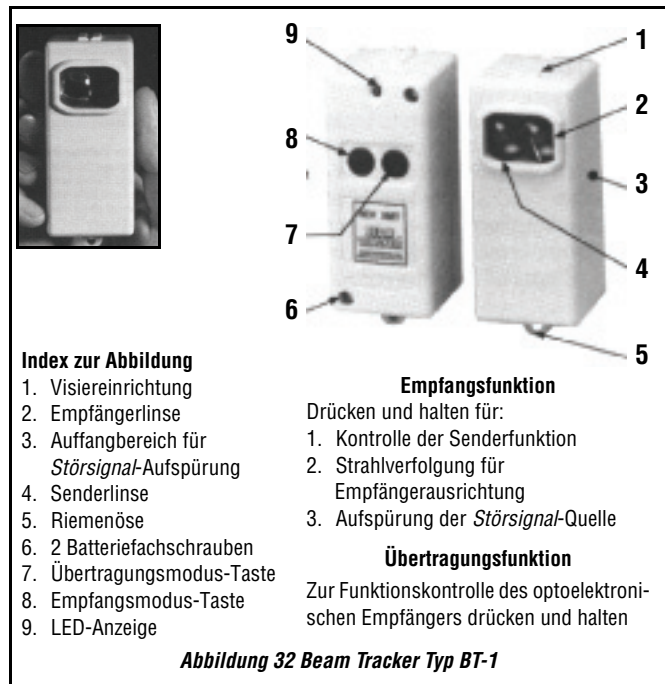 9
8
7
6
1
2
3
4
5
Index zur Abbildung
1. Visiereinrichtung
2. Empfängerlinse
3. Auffangbereich für
Störsignal-Aufspürung
4. Senderlinse
5. Riemenöse
6. 2 Batteriefachschrauben
7. Übertragungsmodus-Taste
8. Empfangsmodus-Taste
9. LED-Anzeige
Empfangsfunktion
Drücken und halten für:
1. Kontrolle der Senderfunktion
2. Strahlverfolgung für
Empfängerausrichtung
3. Aufspürung der Störsignal-Quelle
Übertragungsfunktion
Zur Funktionskontrolle des optoelektroni-
schen Empfängers drücken und halten
Abbildung 32 Beam Tracker Typ BT-1